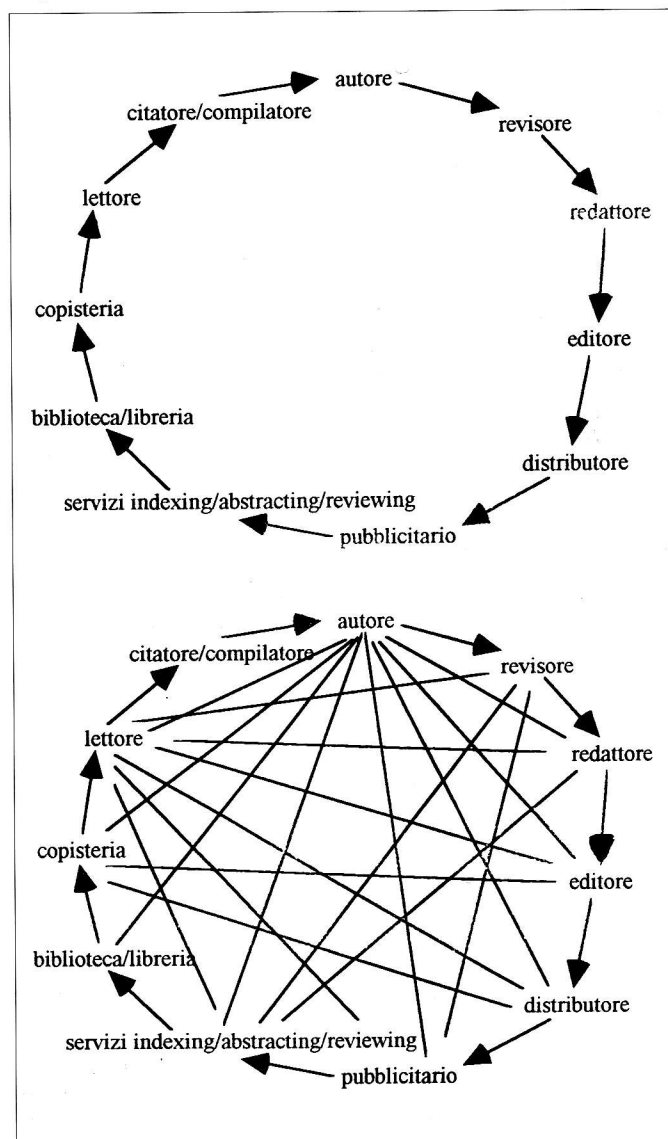 autore
citatore/compilatore
revisore
lettore
redattore
copisteria
editore
biblioteca/libreria
distributore
servizi indexing/abstracting/reviewing
pubblicitario
autore
citatore/compilatore
revisore
lettore
redattore
copisteria
editore
biblioteca/libreria
distributore
servizi indexing/abstracting/reviewing
pubblicitario